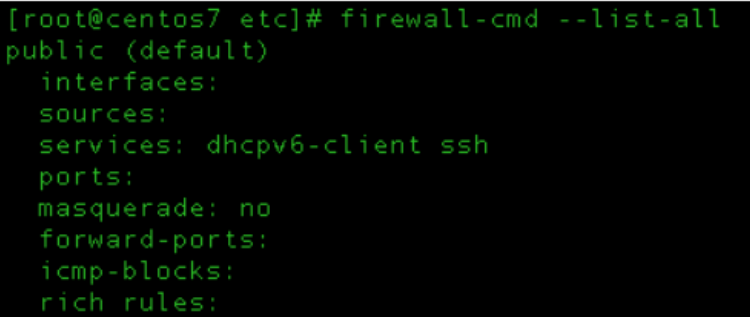 [root@centos7 etc]# firewall-cmd --list-all
public (default)
  interfaces:
  sources:
  services: dhcpv6-client ssh
  ports:
  masquerade: no
  forward-ports:
  icmp-blocks:
  rich rules: